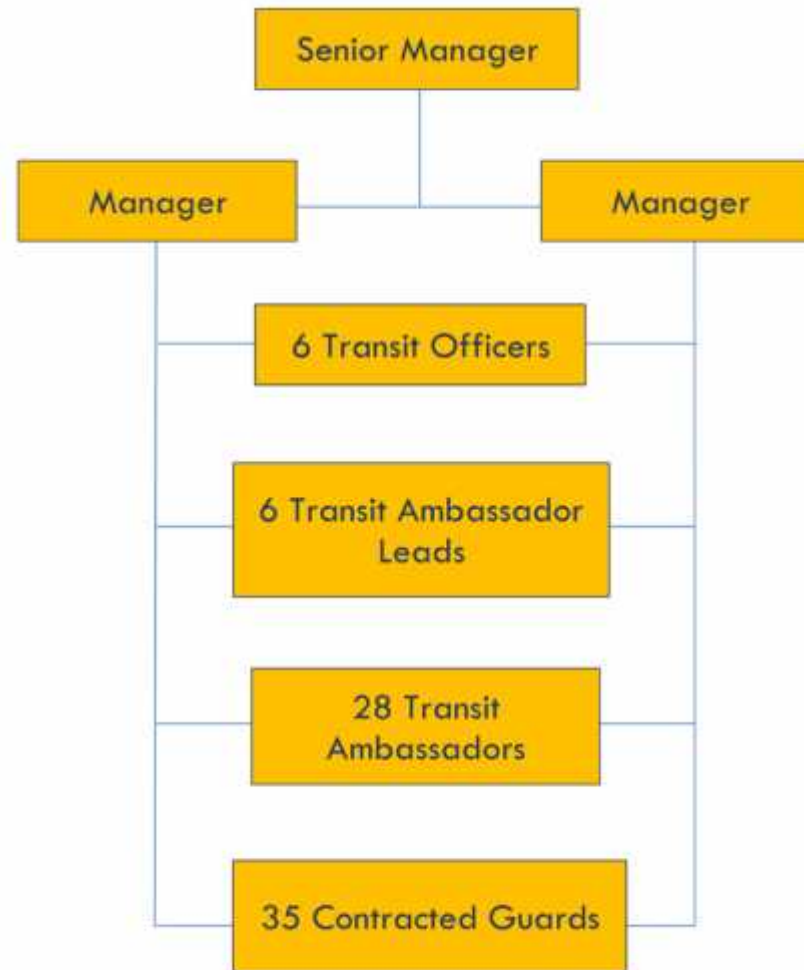 Senior Manager
Manager
Manager
6 Transit Officers
6 Transit Ambassador
Leads
28 Transit
Ambassadors
35 Contracted Guards